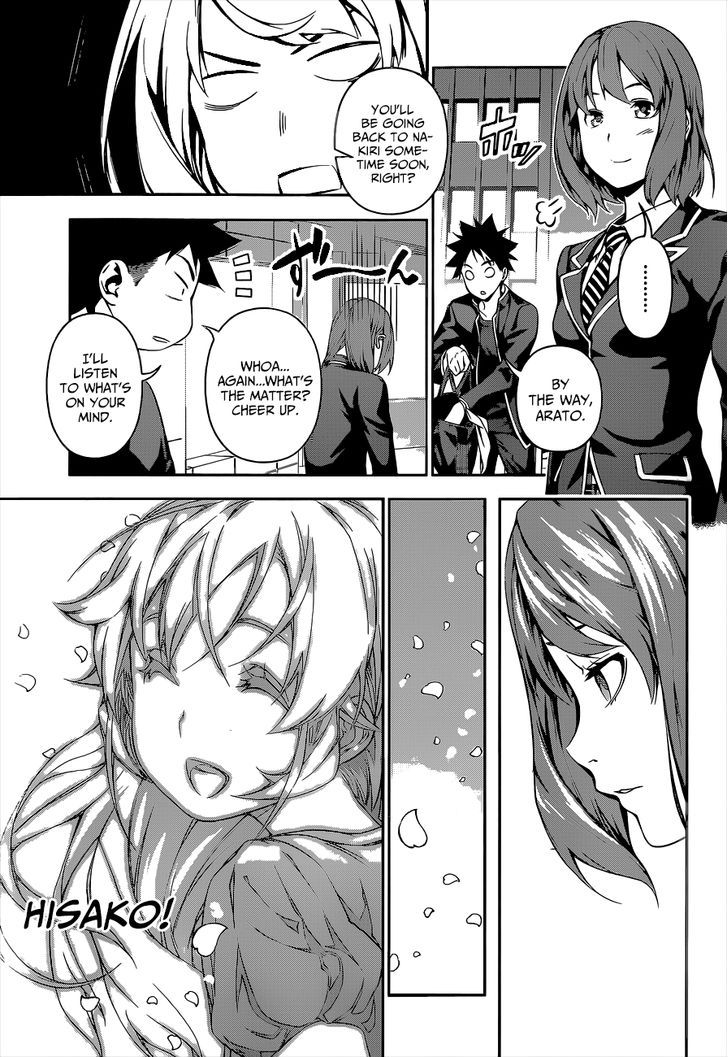 .........
BY
THE WAY,
ARATO.
ホッ
YOU'LL
BE GOING
BACK TO NA-
KIRI SOME-
TIME SOON,
RIGHT?
ず～ん
WHOA...
AGAIN...WHAT'S
THE MATTER?
CHEER UP.
I'LL
LISTEN TO
WHAT'S
ON YOUR
MIND.
HISAKO!